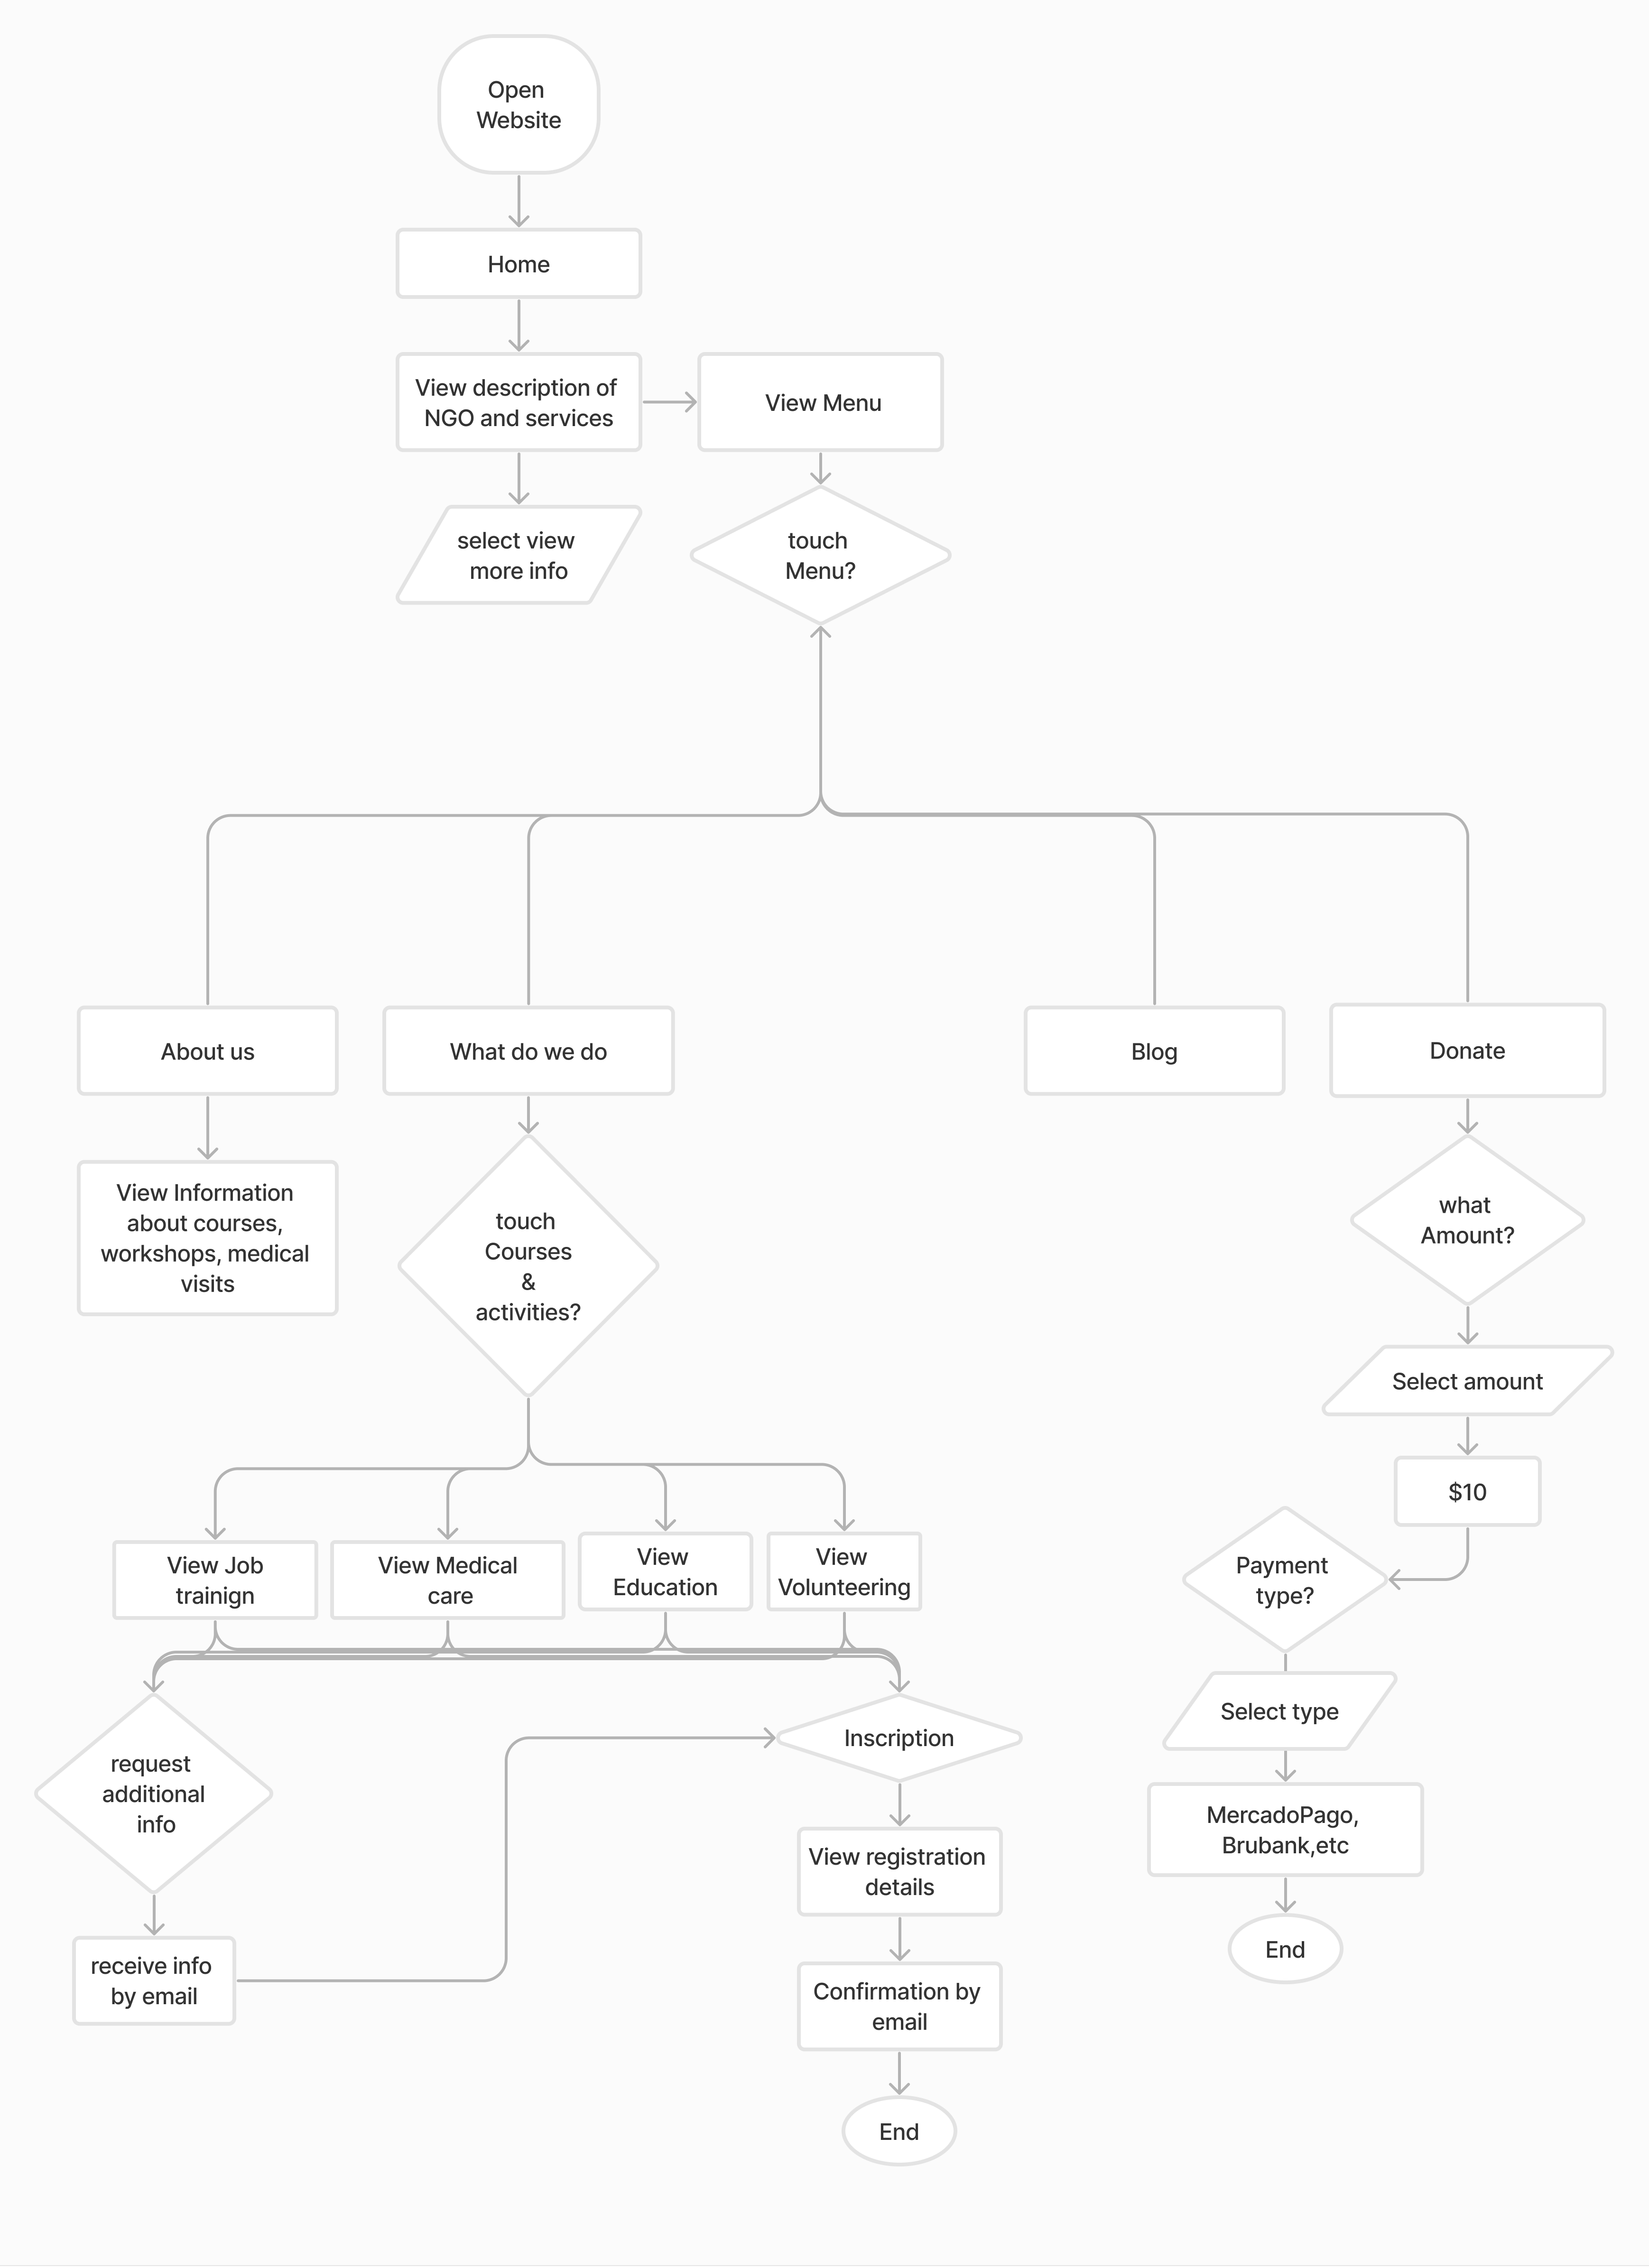 Open
Website
Home
View description of
NGO and services
View Menu
select view
more info
touch
Menu?
About us
What do we do
Blog
Donate
View Information
about courses,
workshops, medical
visits
touch
Courses
&
activities?
what
Amount?
Select amount
$10
View Job
trainign
View Medical
care
View
Education
View
Volunteering
Payment
type?
Select type
request
additional
info
Inscription
MercadoPago,
Brubank,etc
View registration
details
End
receive info
by email
Confirmation by
email
End